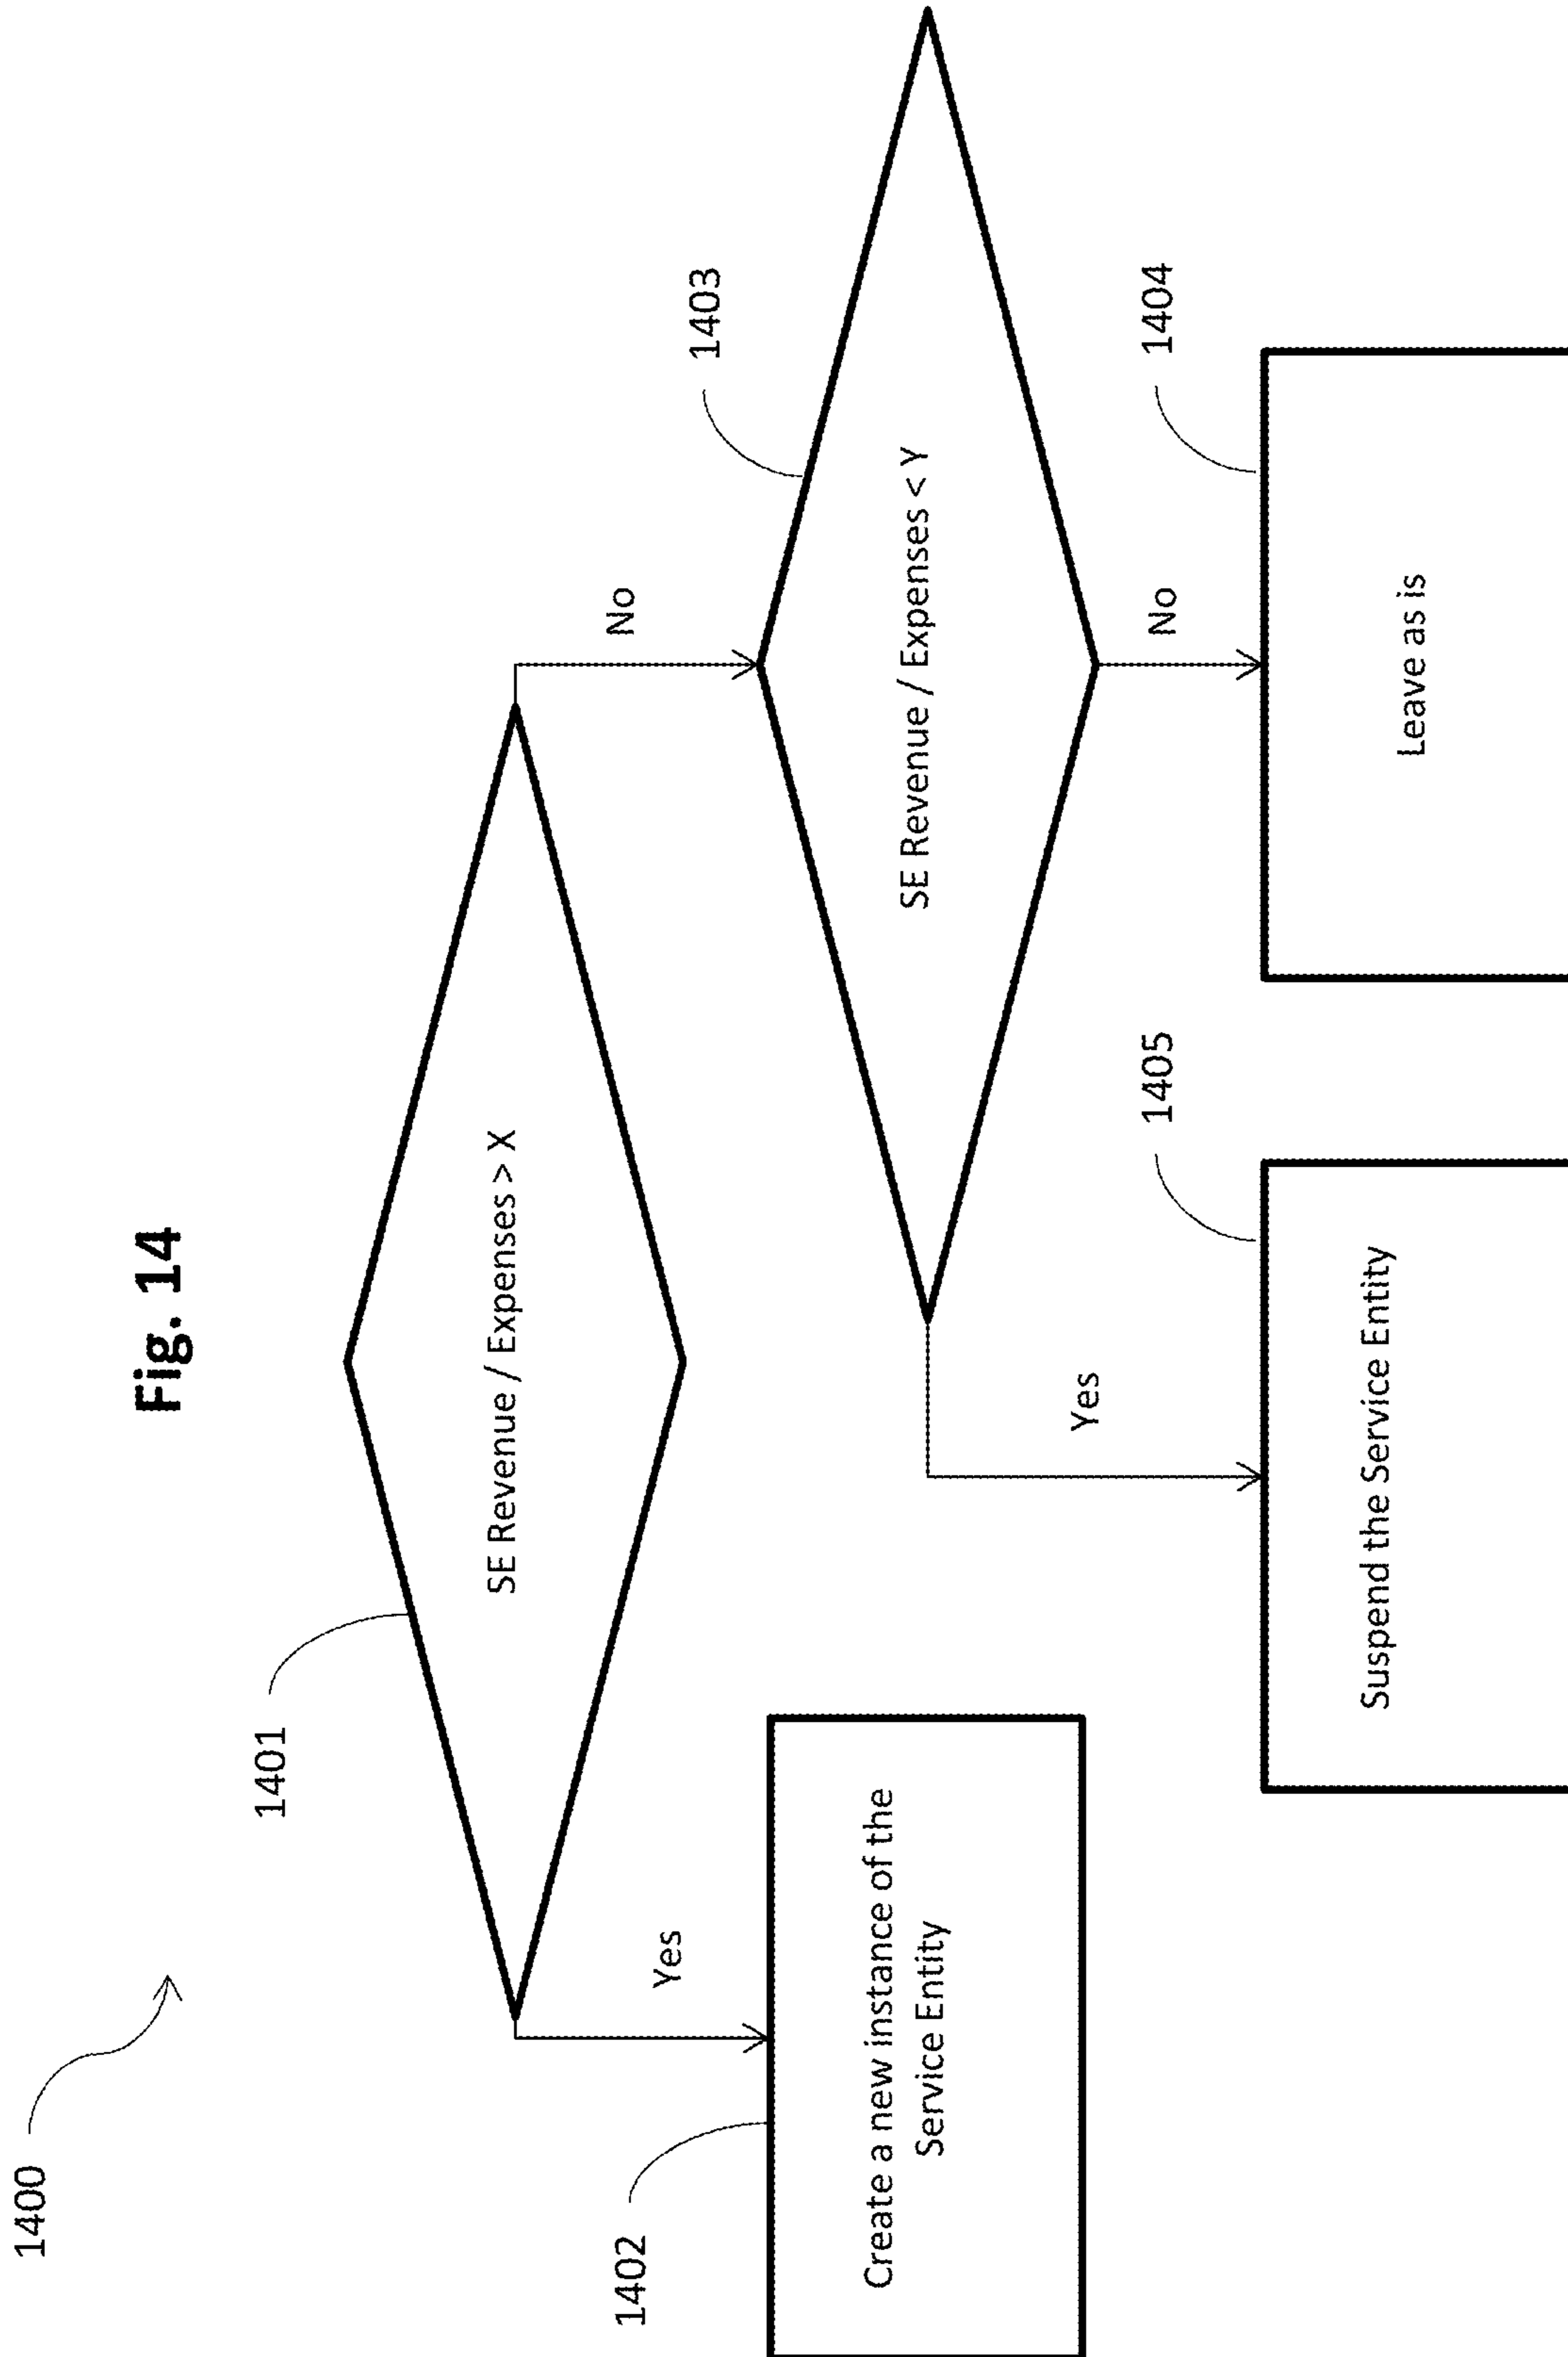 1400
Fig. 14
1401
SE Revenue / Expenses > X
Yes
No
1402
Create a new instance of the
Service Entity
1403
SE Revenue / Expenses < Y
Yes
No
1405
Suspend the Service Entity
1404
Leave as is